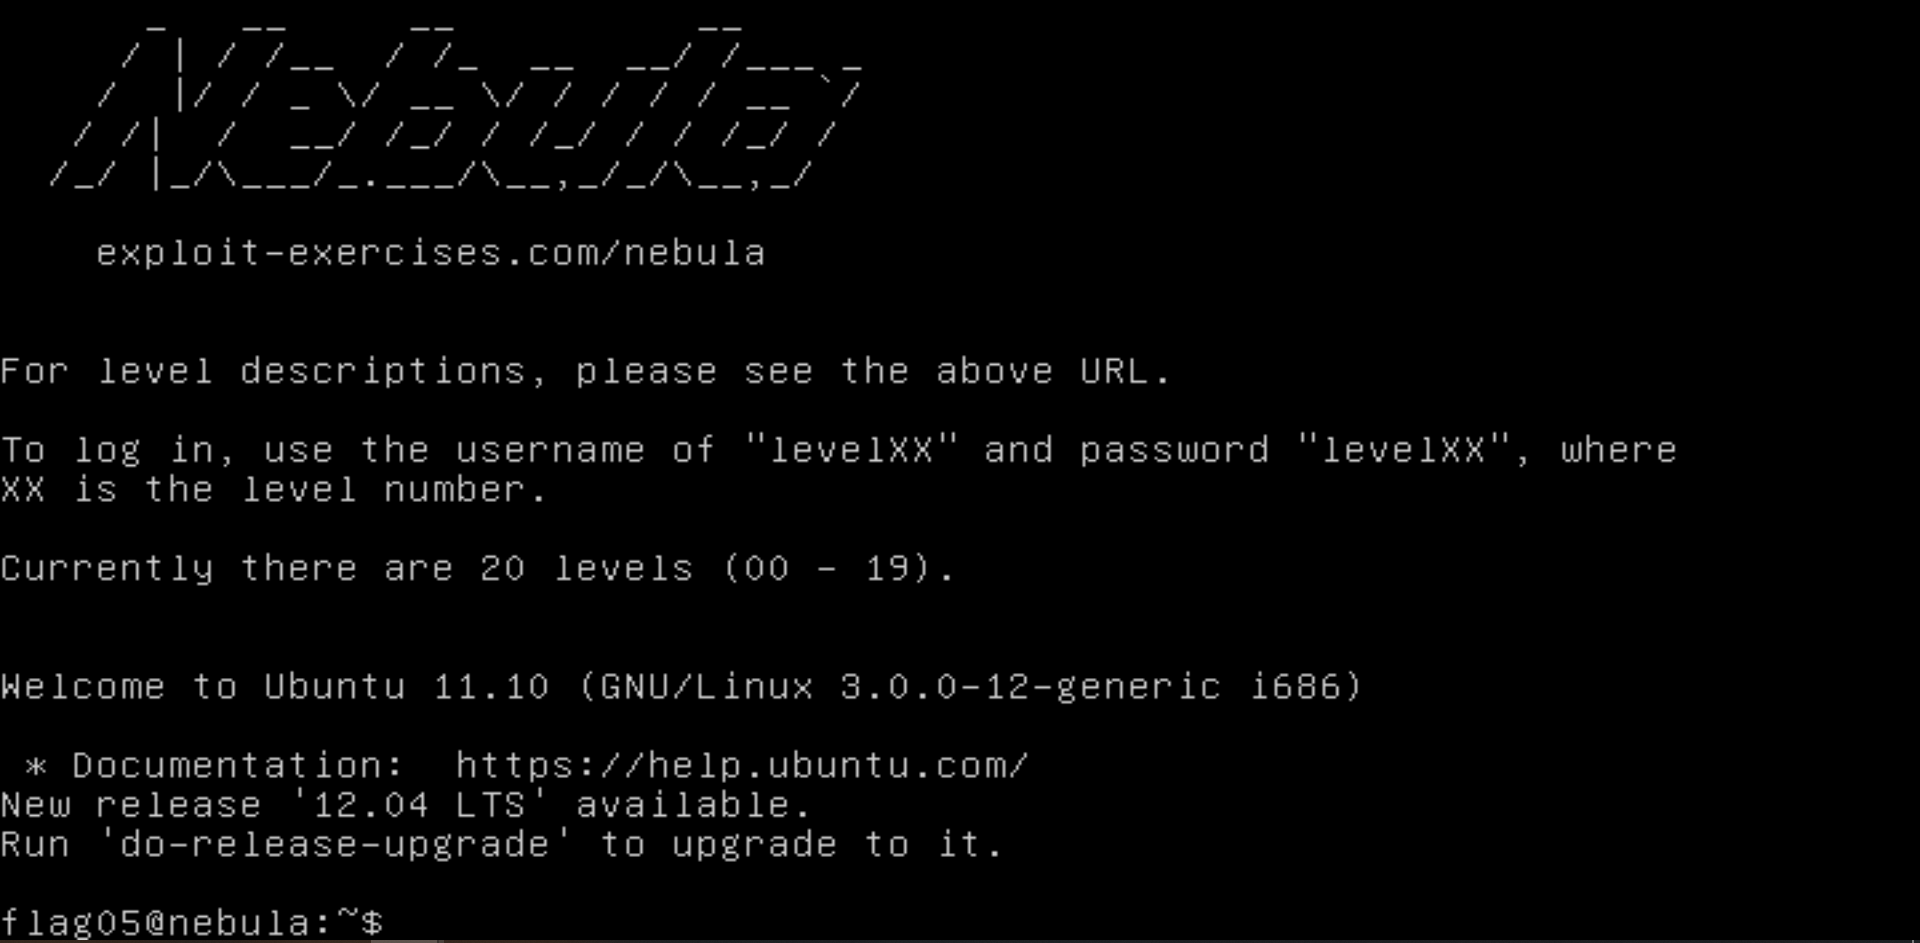 Nebula
exploit-exercises.com/nebula
For level descriptions, please see the above URL.
To log in, use the username of "levelXX" and password "levelXX", where
XX is the level number.
Currently there are 20 levels (00 - 19).
Welcome to Ubuntu 11.10 (GNU/Linux 3.0.0-12-generic i686)
* Documentation:  https://help.ubuntu.com/
New release '12.04 LTS' available.
Run 'do-release-upgrade' to upgrade to it.
flag05@nebula:~$